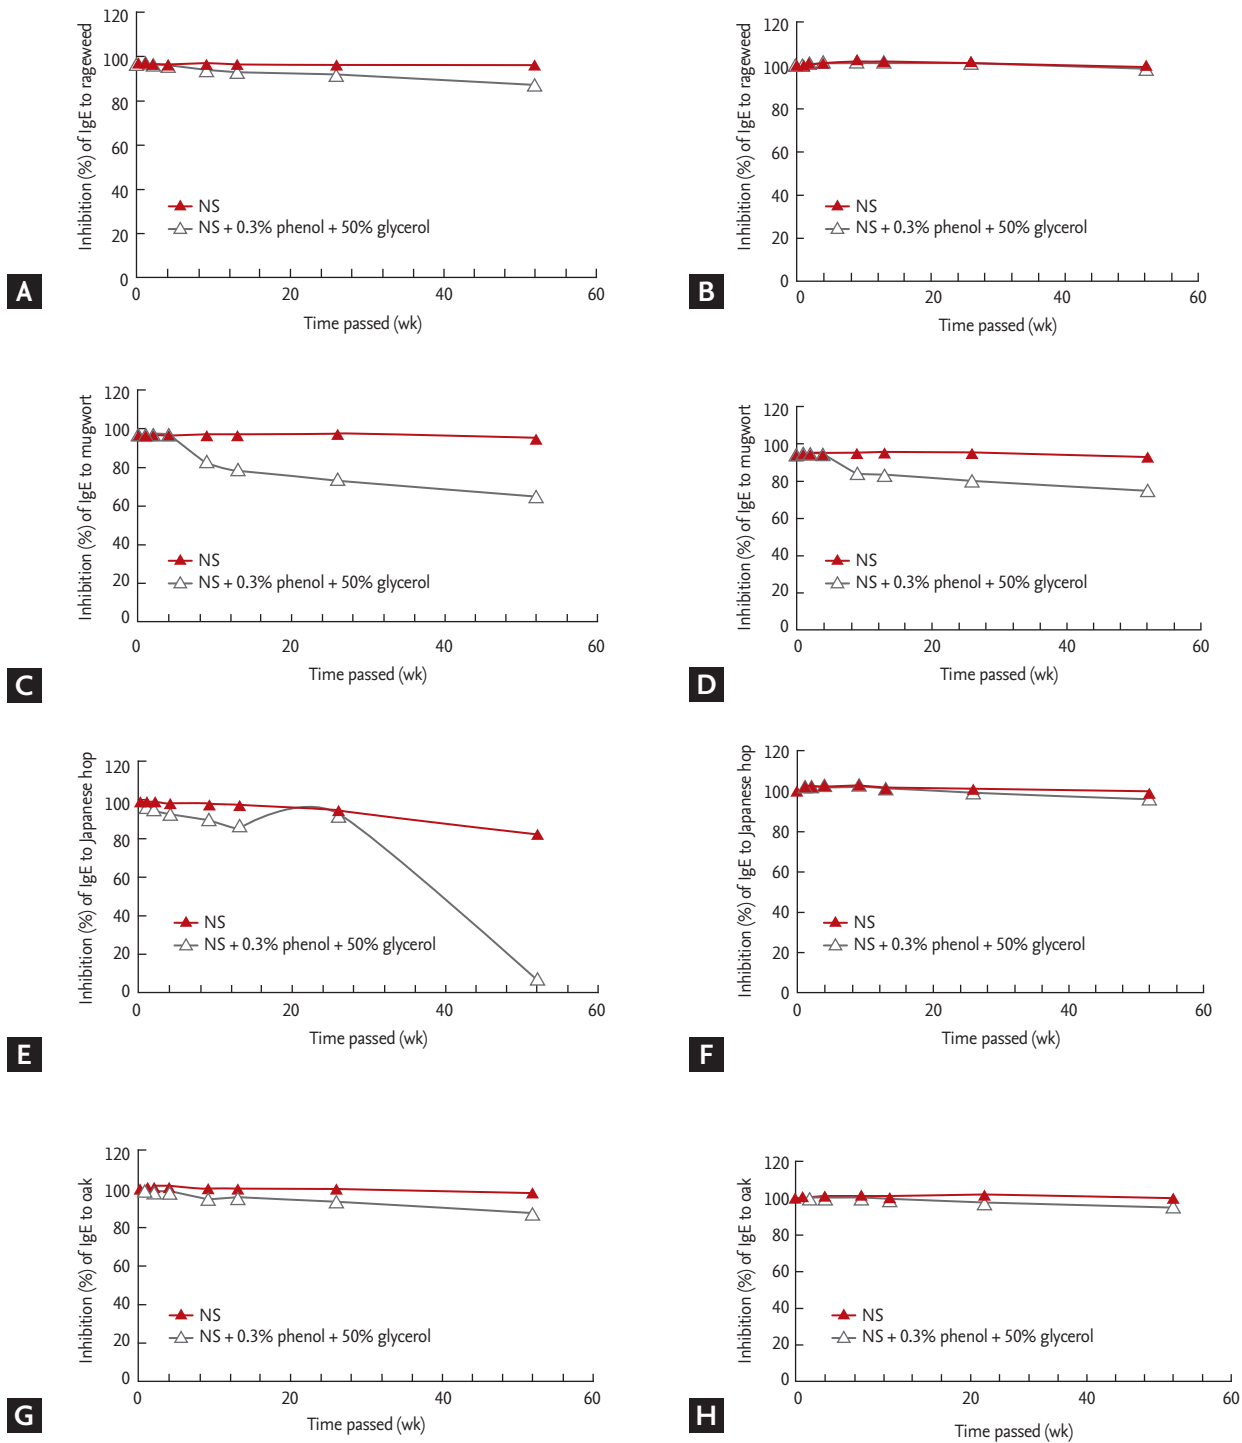 120
100
80
60
40
20
0
Inhibition (%) of IgE to rageweed
NS
NS + 0.3% phenol + 50% glycerol
0 20 40 60
Time passed (wk)
A
120
100
80
60
40
20
0
Inhibition (%) of IgE to rageweed
NS
NS + 0.3% phenol + 50% glycerol
0 20 40 60
Time passed (wk)
B
120
100
80
60
40
20
0
Inhibition (%) of IgE to mugwort
NS
NS + 0.3% phenol + 50% glycerol
0 20 40 60
Time passed (wk)
C
120
100
80
60
40
20
0
Inhibition (%) of IgE to mugwort
NS
NS + 0.3% phenol + 50% glycerol
0 20 40 60
Time passed (wk)
D
120
100
80
60
40
20
0
Inhibition (%) of IgE to Japanese hop
NS
NS + 0.3% phenol + 50% glycerol
0 20 40 60
Time passed (wk)
E
120
100
80
60
40
20
0
Inhibition (%) of IgE to Japanese hop
NS
NS + 0.3% phenol + 50% glycerol
0 20 40 60
Time passed (wk)
F
120
100
80
60
40
20
0
Inhibition (%) of IgE to oak
NS
NS + 0.3% phenol + 50% glycerol
0 20 40 60
Time passed (wk)
G
120
100
80
60
40
20
0
Inhibition (%) of IgE to oak
NS
NS + 0.3% phenol + 50% glycerol
0 20 40 60
Time passed (wk)
H